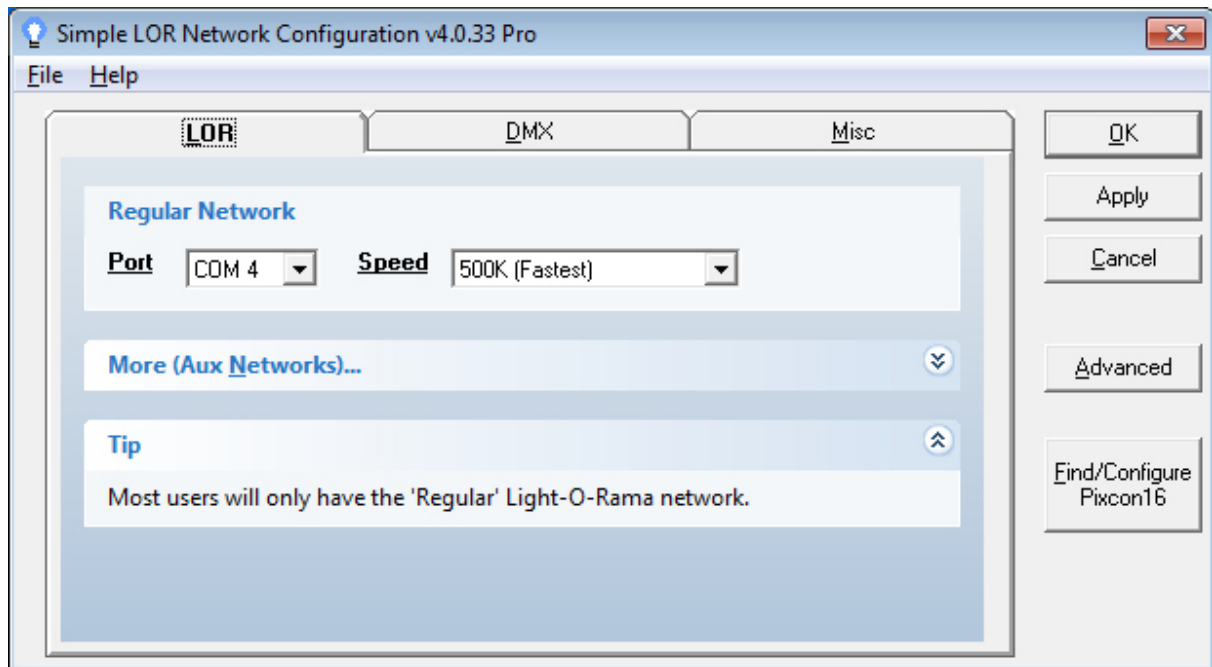 Simple LOR Network Configuration v4.0.33 Pro
File Help
LOR DMX Misc
OK
Regular Network
Apply
Port COM 4 Speed 500K (Fastest)
Cancel
More (Aux Networks)...
Advanced
Tip
Most users will only have the 'Regular' Light-O-Rama network.
Find/Configure
Pixcon16